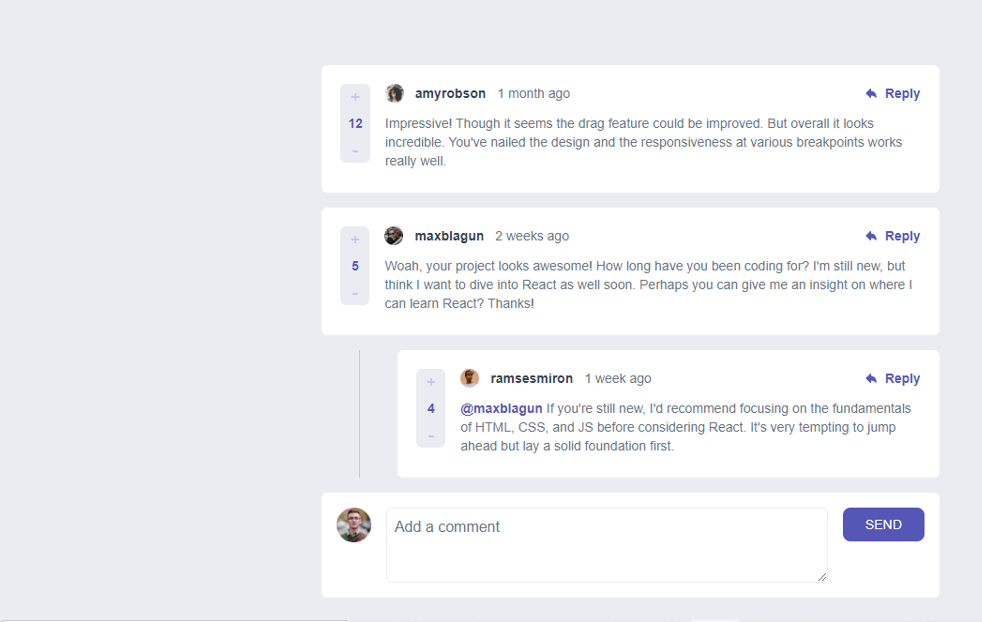 +
amyrobson 1 month ago Reply
12
Impressive! Though it seems the drag feature could be improved. But overall it looks
incredible. You've nailed the design and the responsiveness at various breakpoints works
really well.
-
+
maxblagun 2 weeks ago Reply
5
Woah, your project looks awesome! How long have you been coding for? I'm still new, but
think I want to dive into React as well soon. Perhaps you can give me an insight on where I
can learn React? Thanks!
-
+
ramsesmiron 1 week ago Reply
4
@maxblagun If you're still new, I'd recommend focusing on the fundamentals
of HTML, CSS, and JS before considering React. It's very tempting to jump
ahead but lay a solid foundation first.
-
Add a comment
SEND